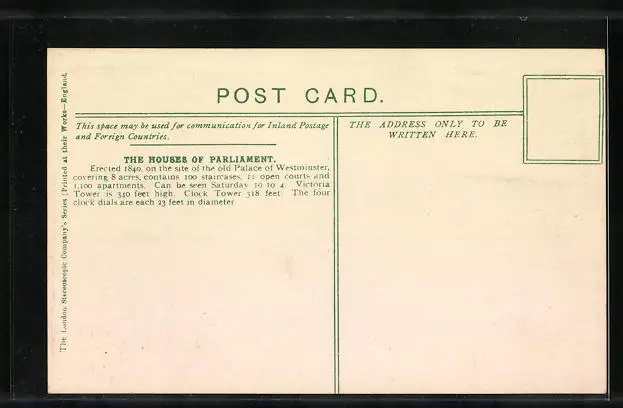 POST CARD.
This space may be used for communication for Inland Postage
and Foreign Countries.
THE ADDRESS ONLY TO BE
WRITTEN HERE.
THE HOUSES OF PARLIAMENT.
Erected 1840, on the site of the old Palace of Westminster,
covering 8 acres, contains 100 staircases, 11 open courts and
1,100 apartments. Can be seen Saturday 10 to 4. Victoria
Tower is 340 feet high. Clock Tower 318 feet. The four
clock dials are each 23 feet in diameter
The London Stereoscopic Company's Series (Printed at their Works—England.